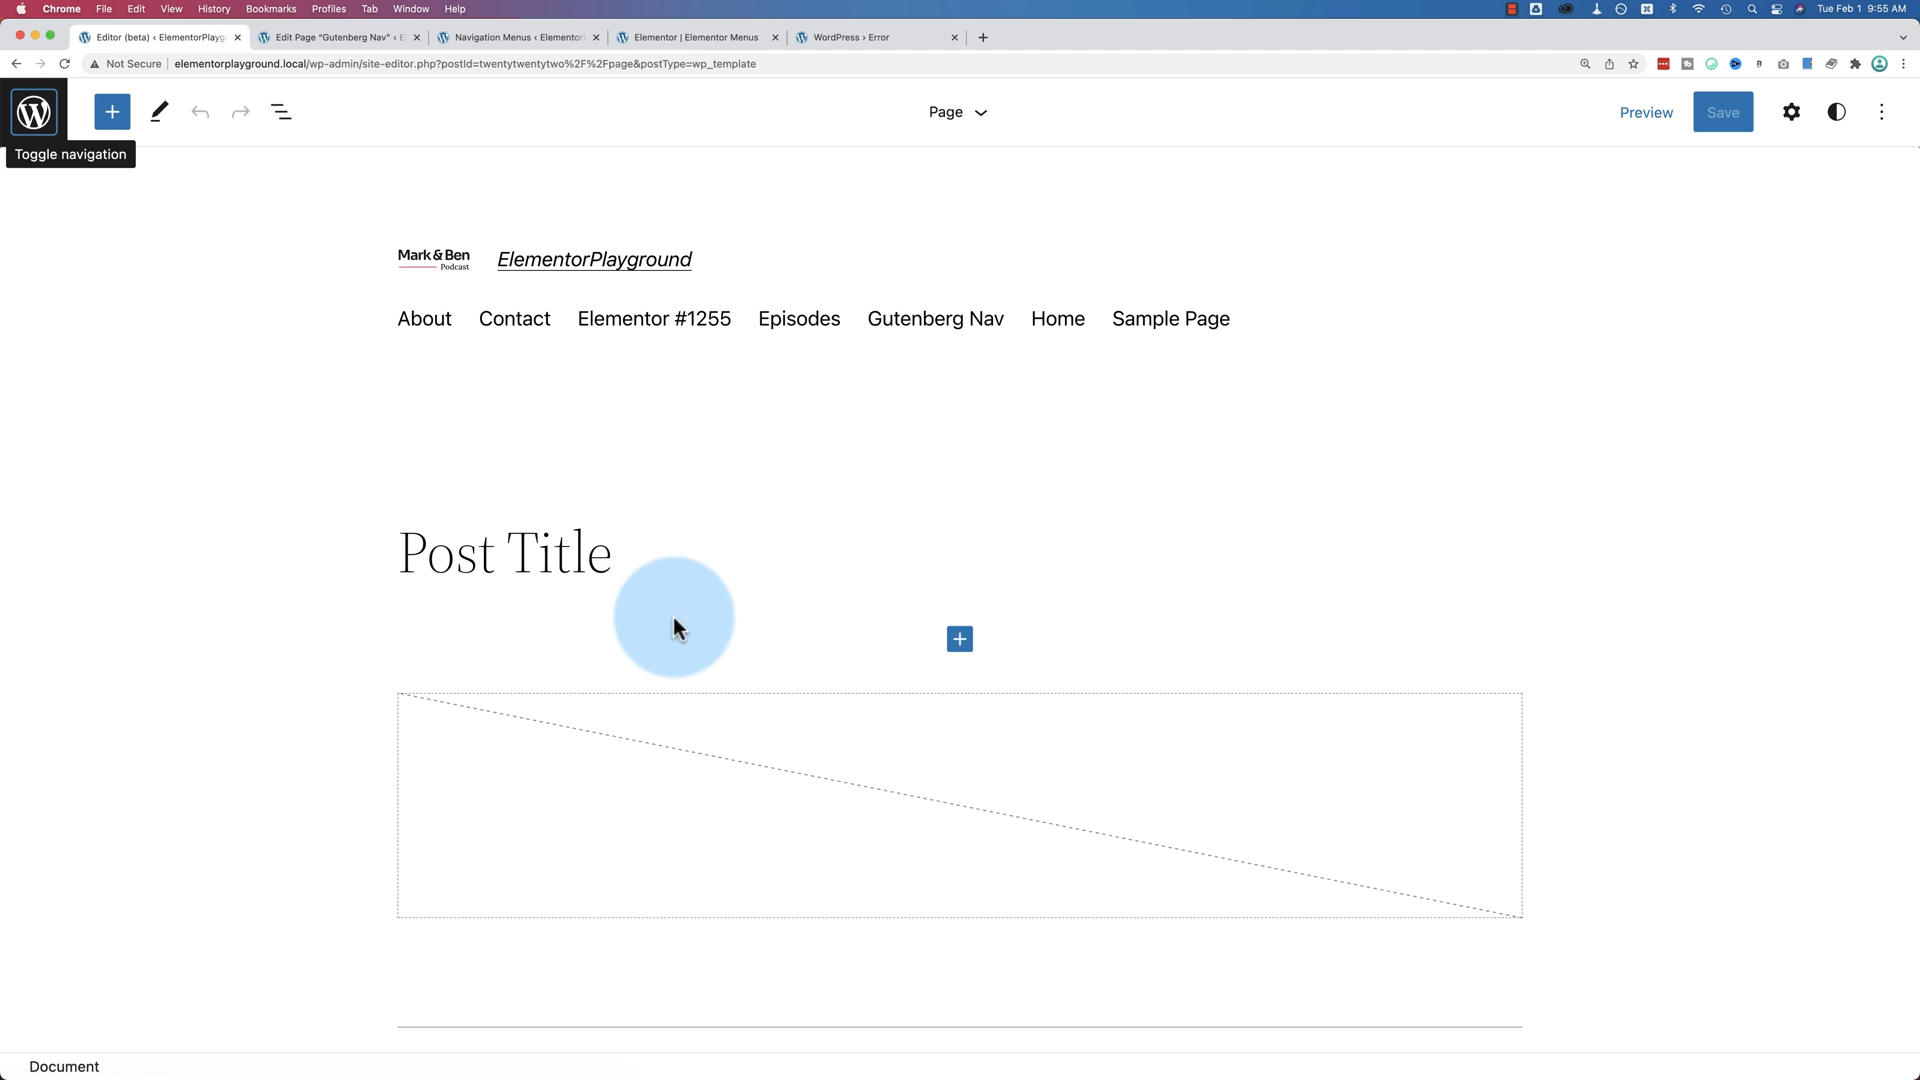 Chrome File Edit View History Bookmarks Profiles Tab Window Help Tue Feb 1 9:55 AM
Editor (beta) ‹ ElementorPlayg Edit Page "Gutenberg Nav" ‹ E Navigation Menus ‹ Elementor Elementor | Elementor Menus WordPress › Error
Not Secure elementorplayground.local/wp-admin/site-editor.php?postId=twentytwentytwo%2F%2Fpage&postType=wp_template
Page Preview Save
Toggle navigation
Mark & Ben
Podcast
ElementorPlayground
About Contact Elementor #1255 Episodes Gutenberg Nav Home Sample Page
Post Title
Document